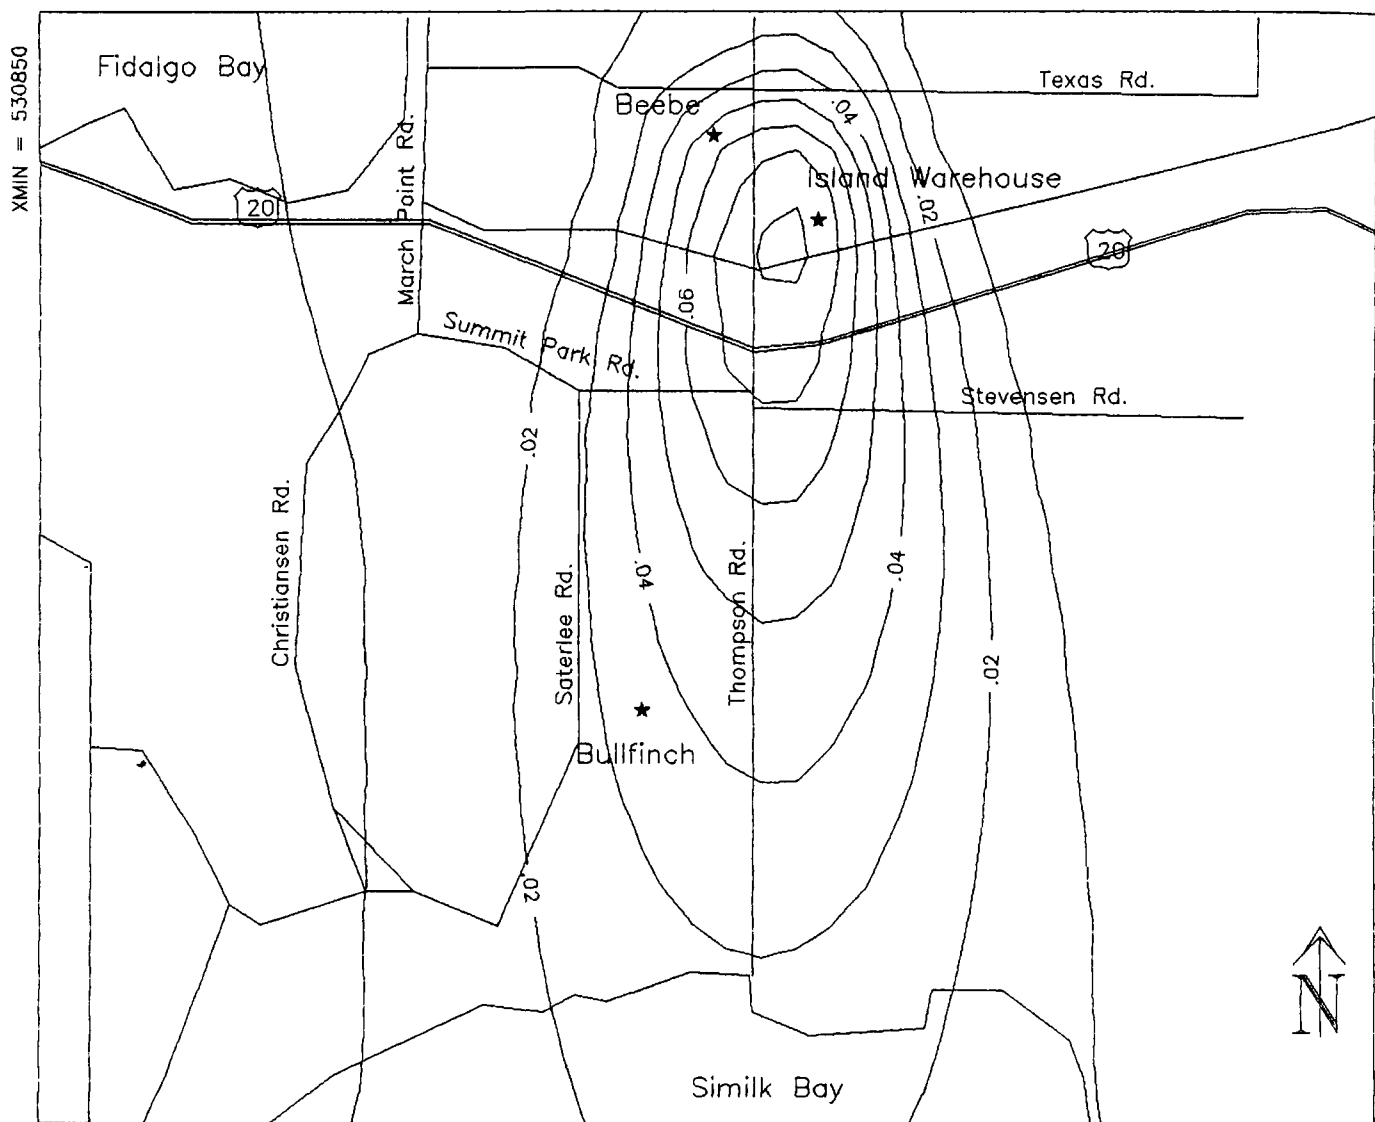 XMIN = 530850
Fidalgo Bay
Texas Rd.
Beebe
.04
March Point Rd.
Island Warehouse
20
.02
20
.06
Summit Park Rd.
Stevensen Rd.
.02
Christiansen Rd.
.04
.04
Saterlee Rd.
Thompson Rd.
.02
Bullfinch
.02
N
Similk Bay